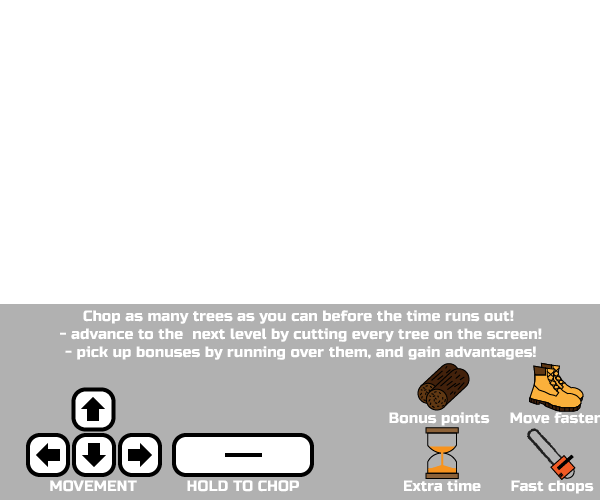 Chop as many trees as you can before the time runs out!
- advance to the  next level by cutting every tree on the screen!
- pick up bonuses by running over them, and gain advantages!
Bonus points
Move faster
MOVEMENT
HOLD TO CHOP
Extra time
Fast chops